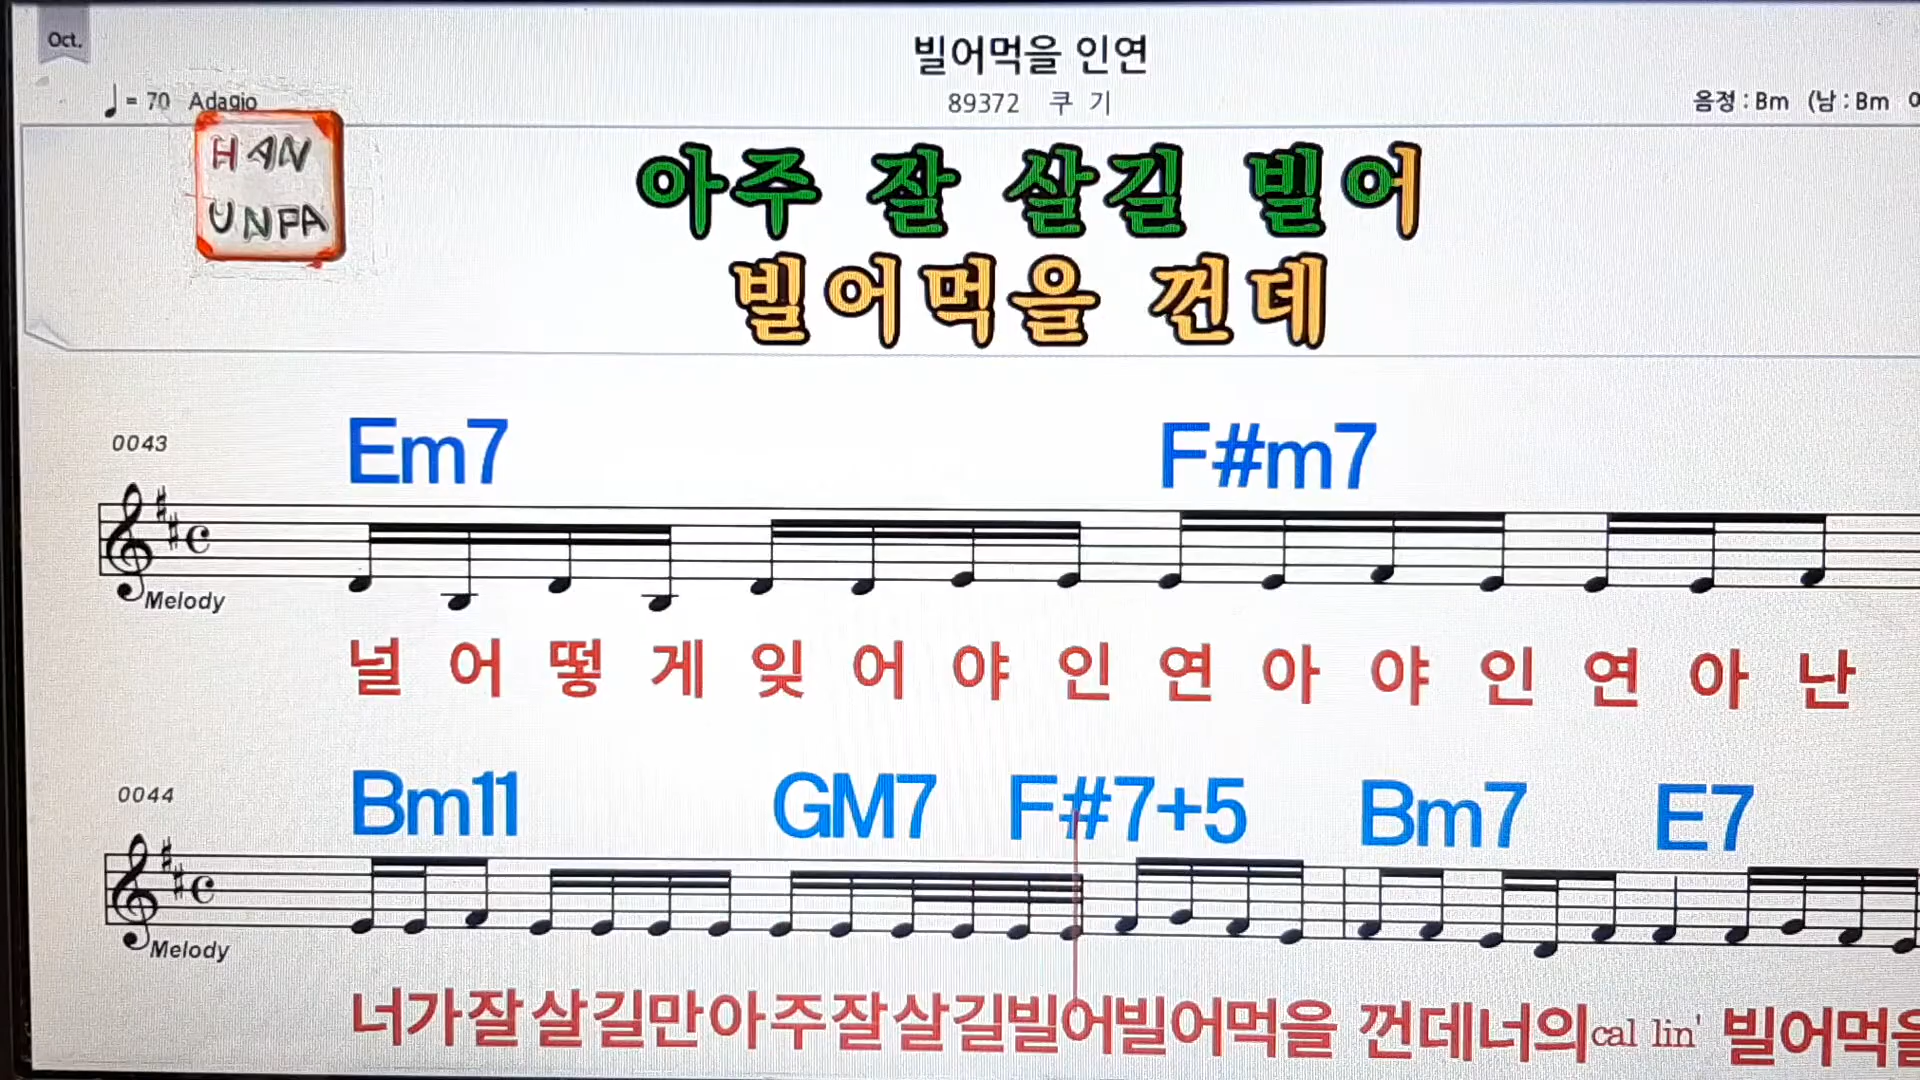 Oct.
빌어먹을 인연
♩ = 70 Adagio
89372 쿠 기
음정 : Bm (남 : Bm
HAN
UNPA
아주 잘 살길 빌어
빌어먹을 껀데
0043
Em7 F#m7
Melody
널 어 떻 게 잊 어 야 인 연 아 야 인 연 아 난
0044
Bm11 GM7 F#7+5 Bm7 E7
Melody
너가잘살길만아주잘살길빌어빌어먹을 껀데너의cal lin' 빌어먹을